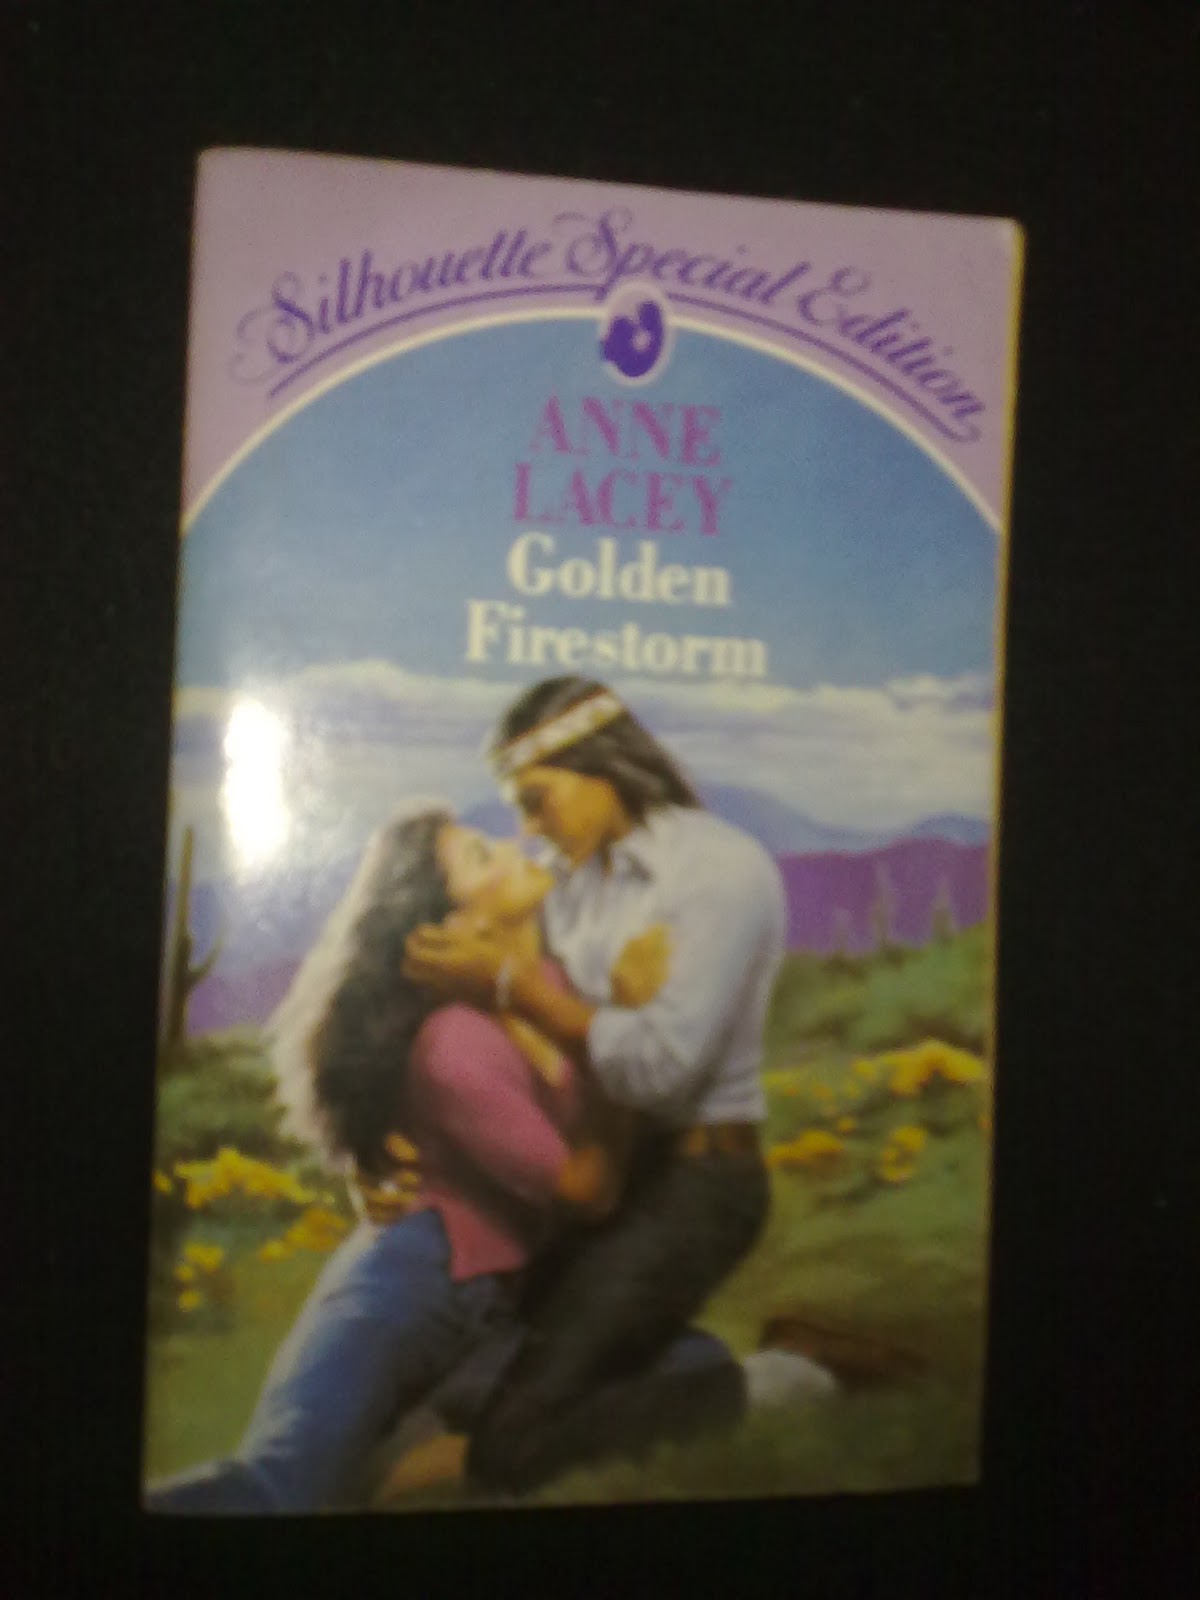 Silhouette Special Edition
ANNE
LACEY
Golden
Firestorm